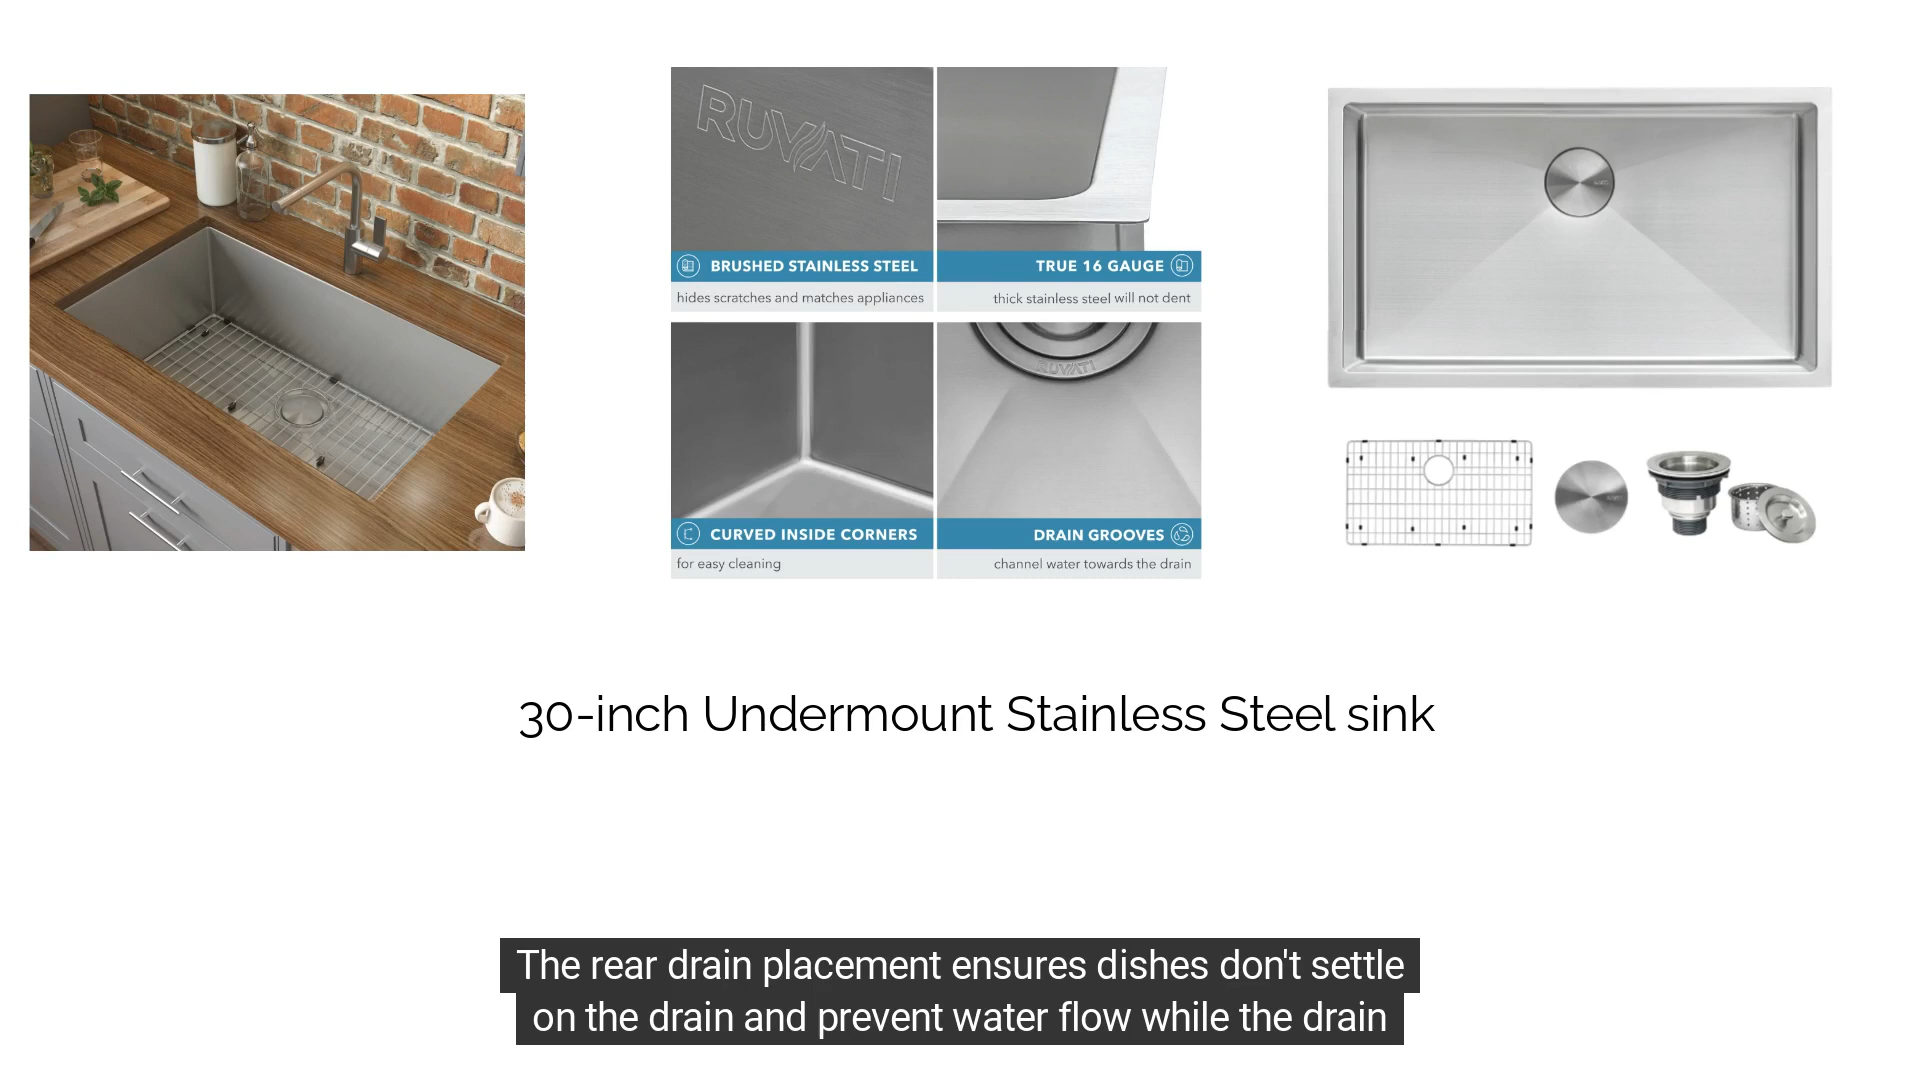 RUVATI
BRUSHED STAINLESS STEEL
hides scratches and matches appliances
TRUE 16 GAUGE
thick stainless steel will not dent
RUVATI
CURVED INSIDE CORNERS
for easy cleaning
DRAIN GROOVES
channel water towards the drain
30-inch Undermount Stainless Steel sink
The rear drain placement ensures dishes don't settle
on the drain and prevent water flow while the drain